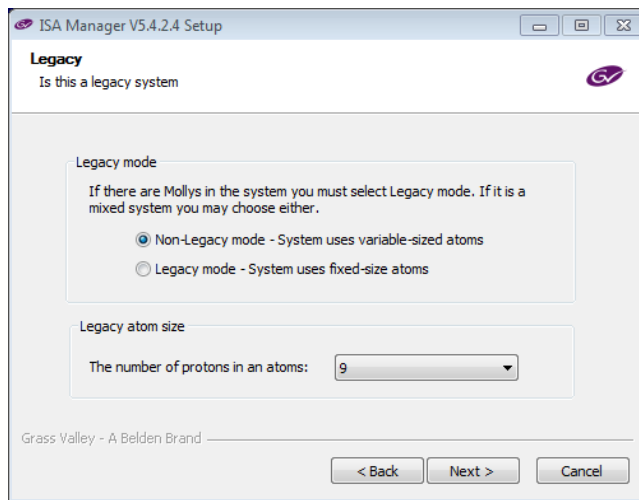 ISA Manager V5.4.2.4 Setup
Legacy
Is this a legacy system
GV
Legacy mode
If there are Mollys in the system you must select Legacy mode. If it is a
mixed system you may choose either.
Non-Legacy mode - System uses variable-sized atoms
Legacy mode - System uses fixed-size atoms
Legacy atom size
The number of protons in an atoms:
9
Grass Valley - A Belden Brand
< Back
Next >
Cancel